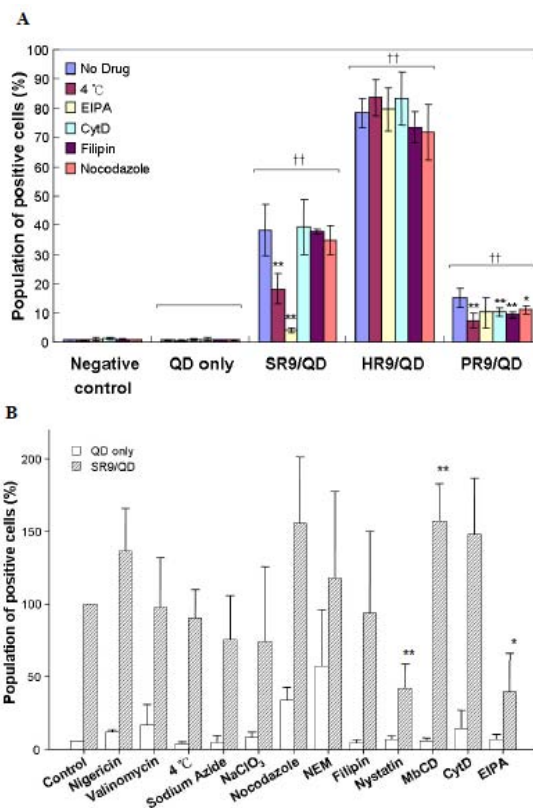 A
Population of positive cells (%)
100
90
80
70
60
50
40
30
20
10
0
No Drug
4 ℃
EIPA
CytD
Filipin
Nocodazole
††
††
††
**
**
**
**
**
*
Negative control
QD only
SR9/QD
HR9/QD
PR9/QD
B
Population of positive cells (%)
200
150
100
50
0
QD only
SR9/QD
**
**
*
Control
Nigericin
Valinomycin
4 ℃
Sodium Azide
NaClO₃
Nocodazole
NEM
Filipin
Nystatin
MbCD
CytD
EIPA